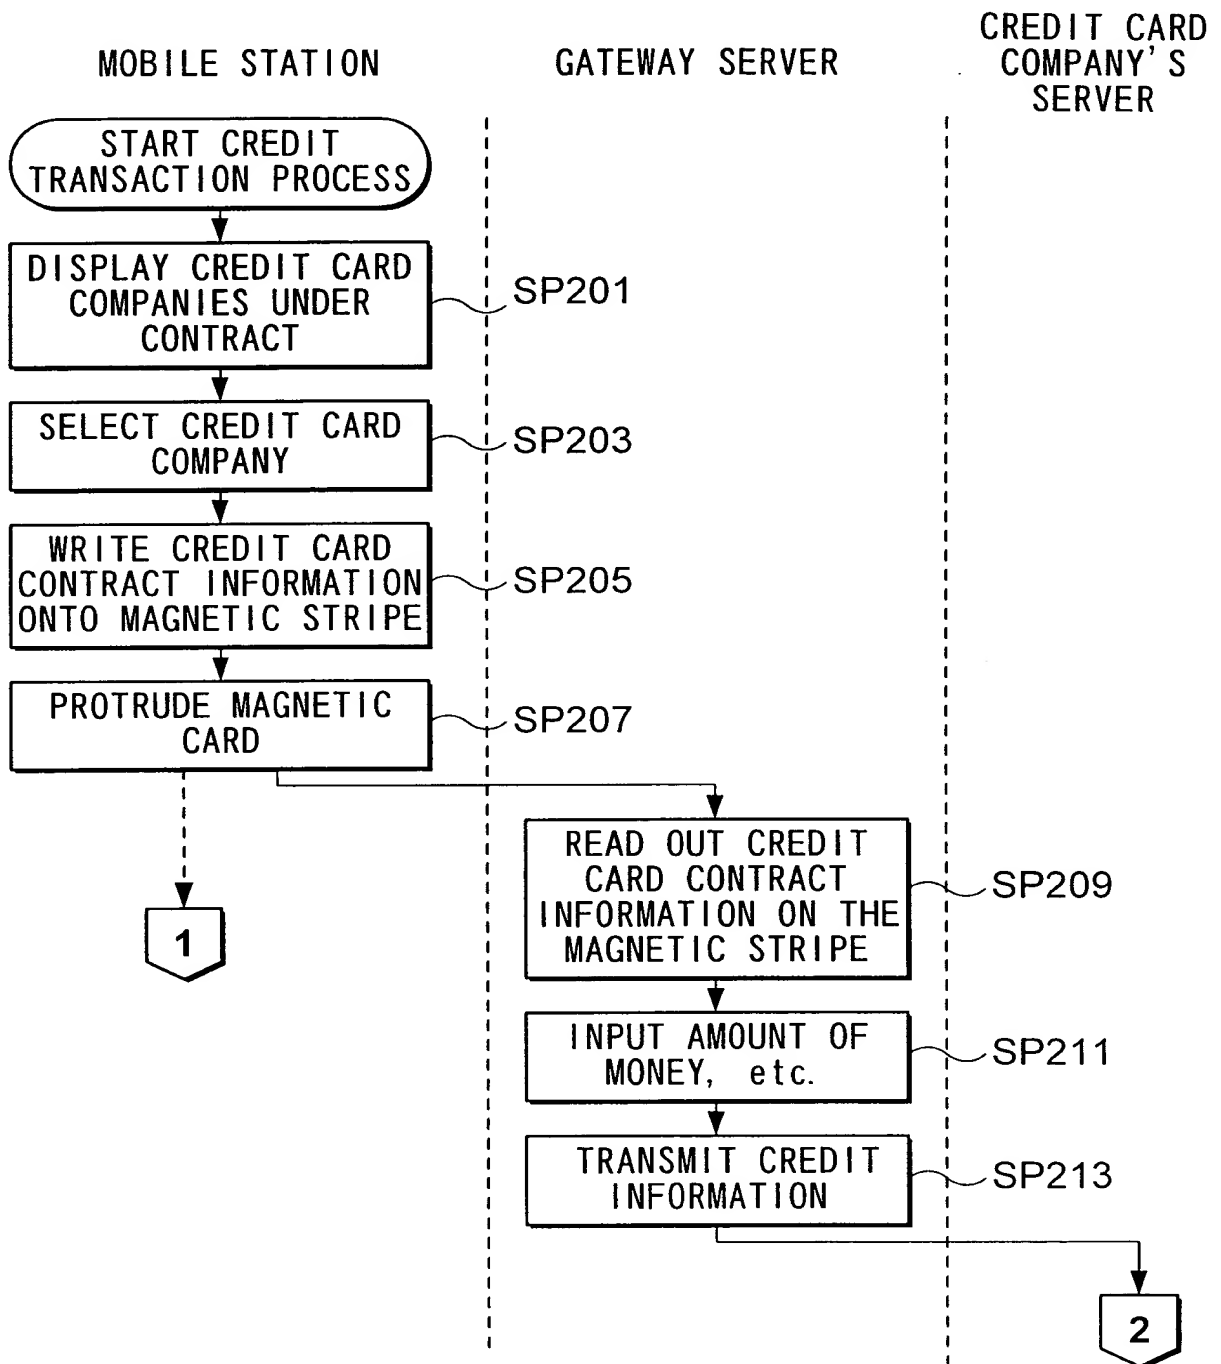 MOBILE STATION
GATEWAY SERVER
CREDIT CARD
COMPANY'S
SERVER
START CREDIT
TRANSACTION PROCESS
DISPLAY CREDIT CARD
COMPANIES UNDER
CONTRACT
SP201
SELECT CREDIT CARD
COMPANY
SP203
WRITE CREDIT CARD
CONTRACT INFORMATION
ONTO MAGNETIC STRIPE
SP205
PROTRUDE MAGNETIC
CARD
SP207
1
READ OUT CREDIT
CARD CONTRACT
INFORMATION ON THE
MAGNETIC STRIPE
SP209
INPUT AMOUNT OF
MONEY, etc.
SP211
TRANSMIT CREDIT
INFORMATION
SP213
2